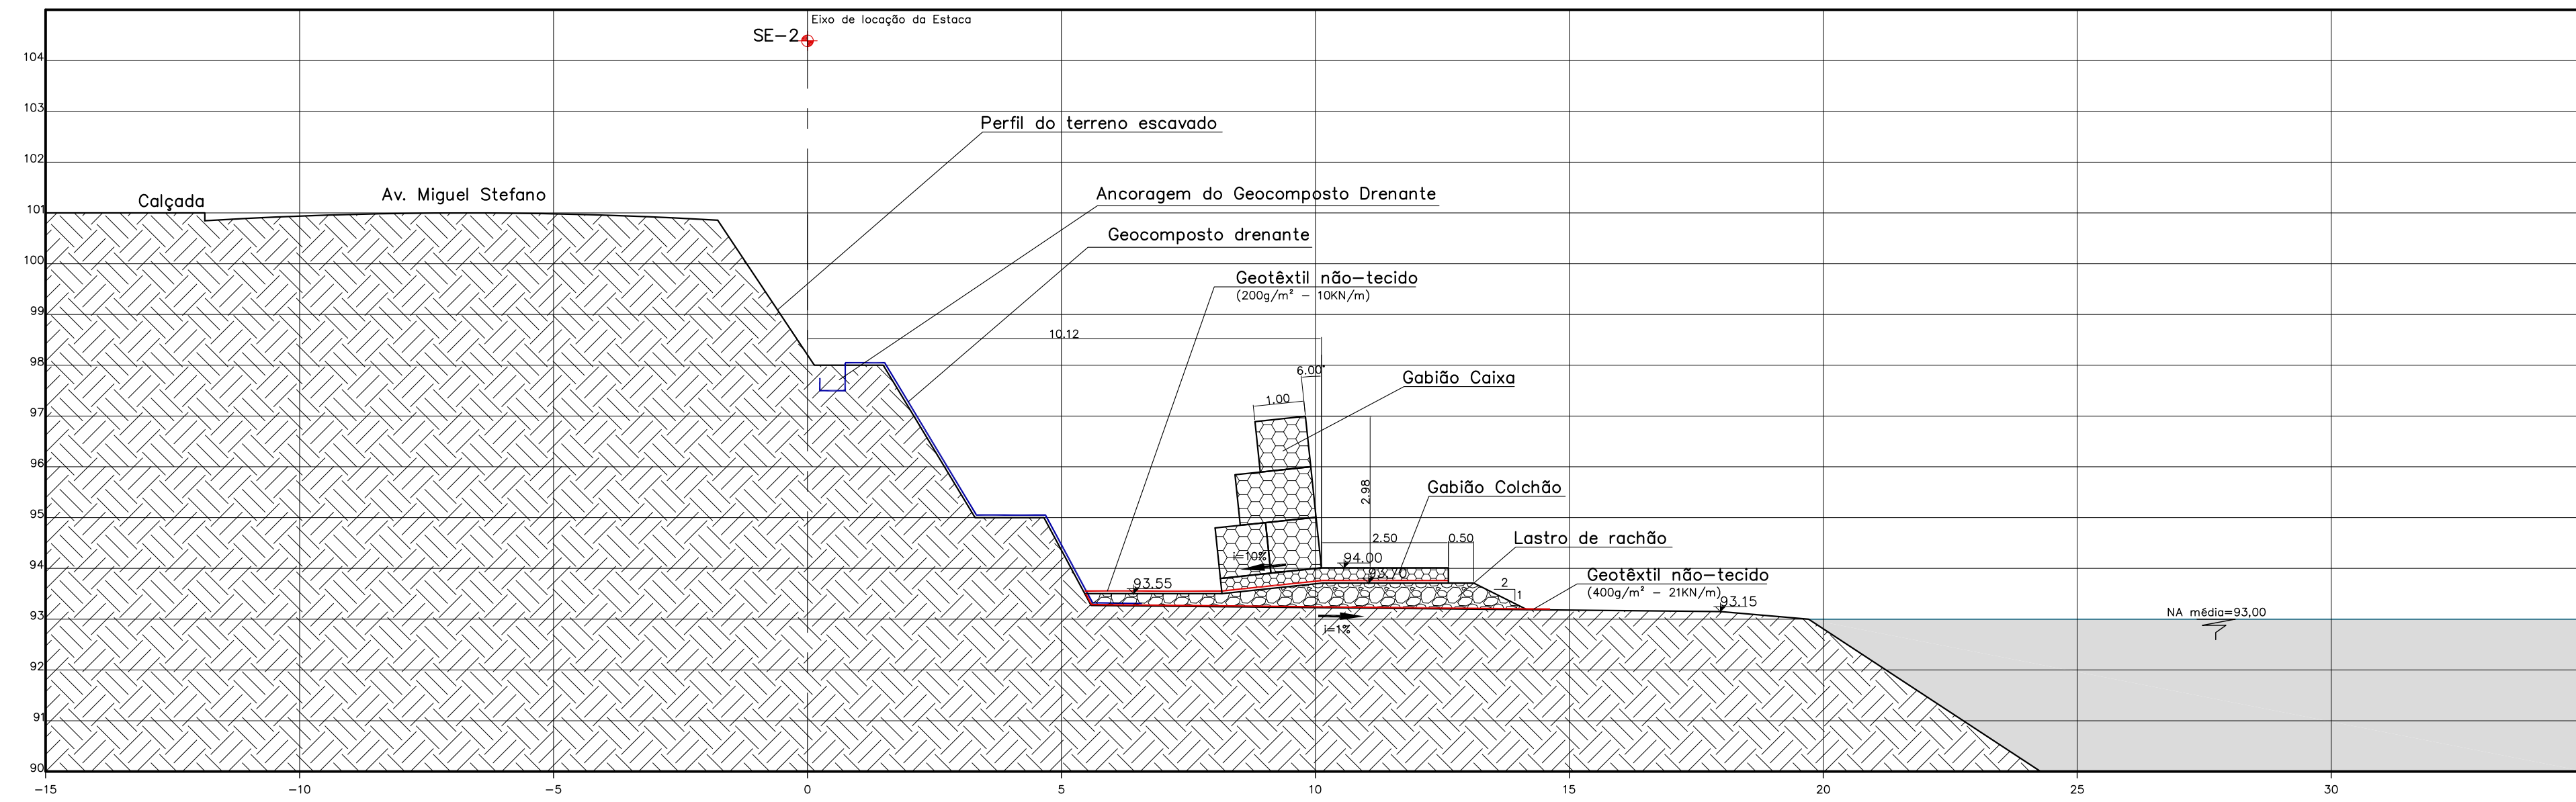 Eixo de locação da Estaca
SE-2
104
103
102
101
100
99
98
97
96
95
94
93
92
91
90
Perfil do terreno escavado
Calçada
Av. Miguel Stefano
Ancoragem do Geocomposto Drenante
Geocomposto drenante
Geotêxtil não-tecido
(200g/m² - 10KN/m)
10.12
6.00°
Gabião Caixa
1.00
2.98
Gabião Colchão
2.50
0.50
Lastro de rachão
i=10%
94.00
93.70
93.55
2
1
Geotêxtil não-tecido
(400g/m² - 21KN/m)
93.15
i=1%
NA média=93,00
-15
-10
-5
0
5
10
15
20
25
30